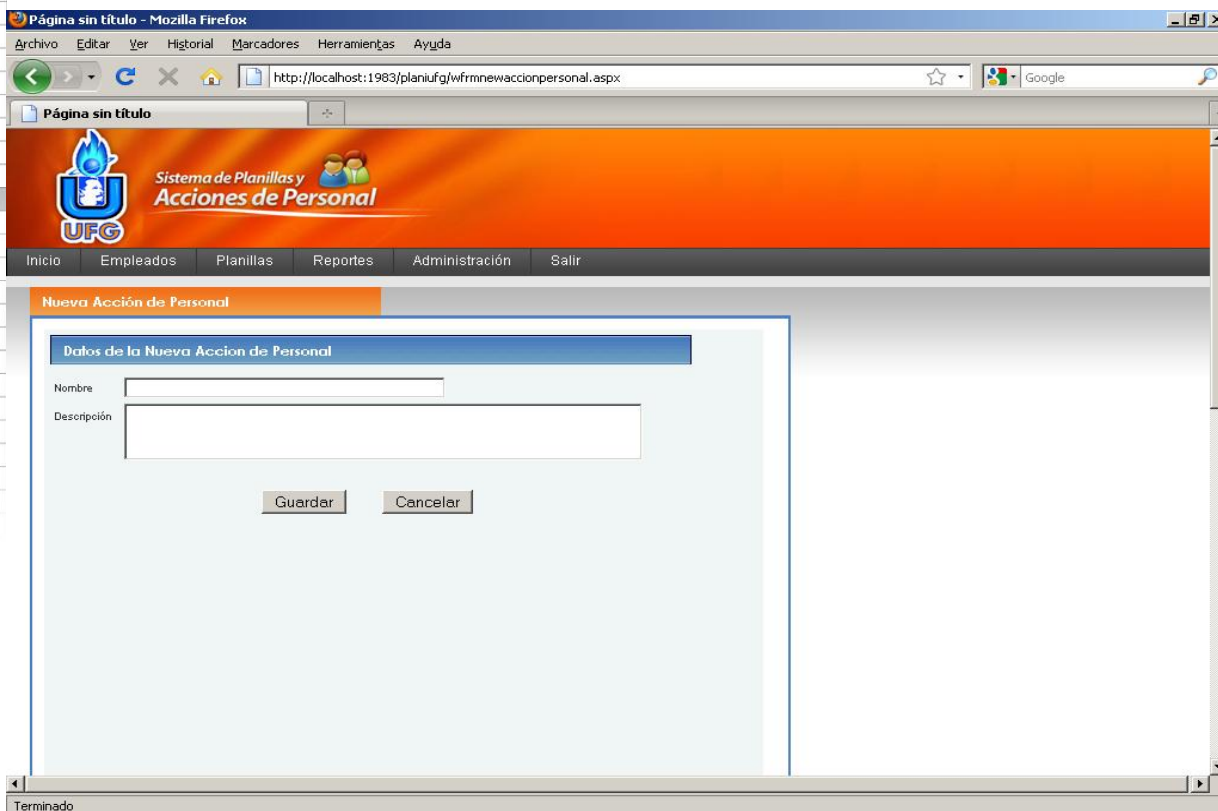 Página sin título - Mozilla Firefox
Archivo Editar Ver Historial Marcadores Herramientas Ayuda
http://localhost:1983/planiufg/wfrmnewaccionpersonal.aspx
Google
Página sin título
Sistema de Planillas y
Acciones de Personal
UFG
Inicio Empleados Planillas Reportes Administración Salir
Nueva Acción de Personal
Datos de la Nueva Accion de Personal
Nombre
Descripción
Guardar Cancelar
Terminado